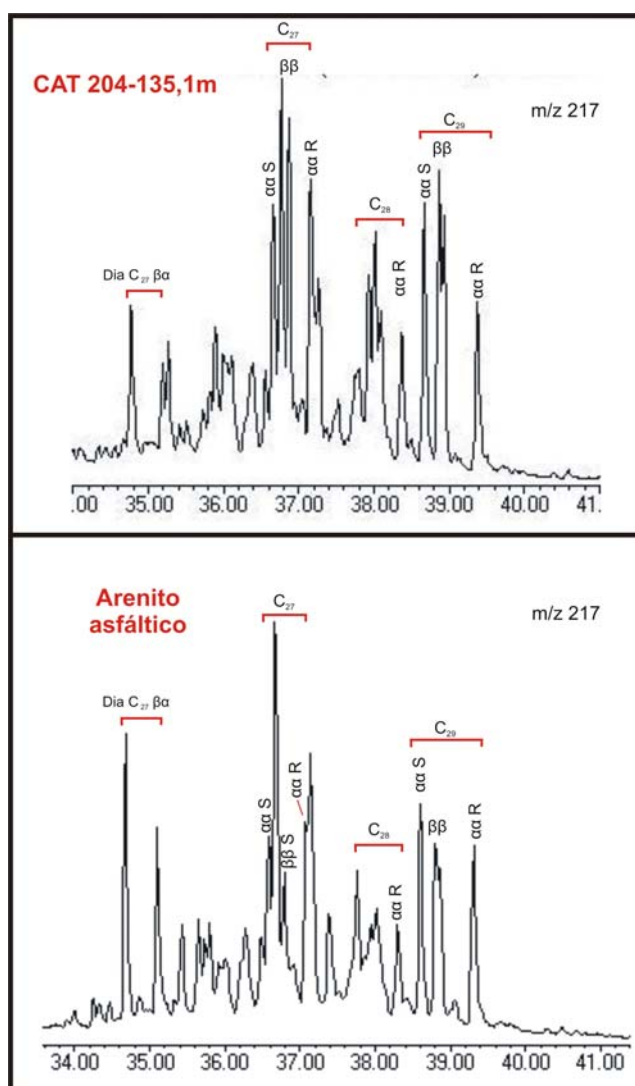 C₂₇
ββ
CAT 204-135,1m
m/z 217
C₂₉
αα S
αα R
αα S
ββ
C₂₈
αα R
αα R
Dia C₂₇ βα
.00 35.00 36.00 37.00 38.00 39.00 40.00 41.
Arenito
asfáltico
C₂₇
m/z 217
Dia C₂₇ βα
C₂₉
αα S
ββ S
αα R
C₂₈
αα R
αα S
ββ
αα R
34.00 35.00 36.00 37.00 38.00 39.00 40.00 41.00